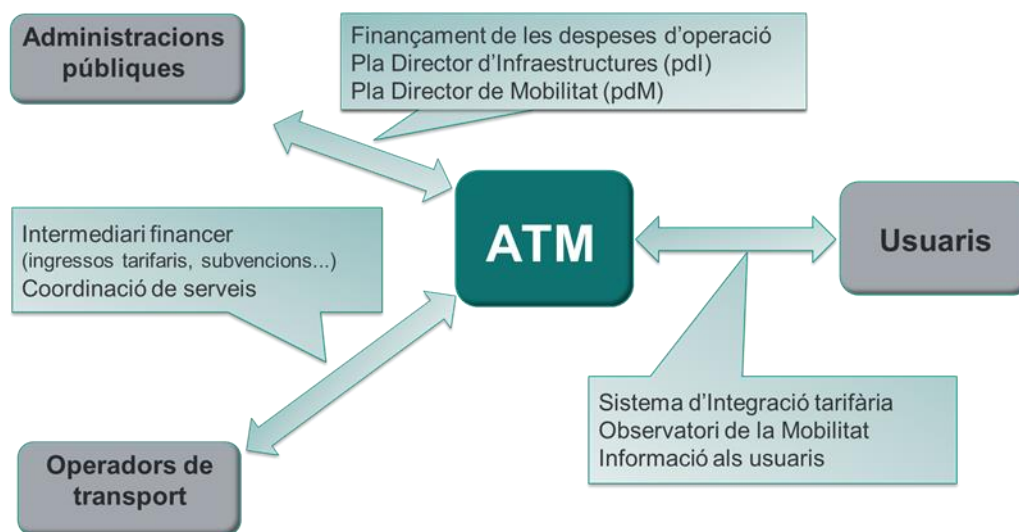 Administracions
públiques
Finançament de les despeses d'operació
Pla Director d'Infraestructures (pdI)
Pla Director de Mobilitat (pdM)
Intermediari financer
(ingressos tarifaris, subvencions...)
Coordinació de serveis
ATM
Usuaris
Sistema d'Integració tarifària
Observatori de la Mobilitat
Informació als usuaris
Operadors de
transport